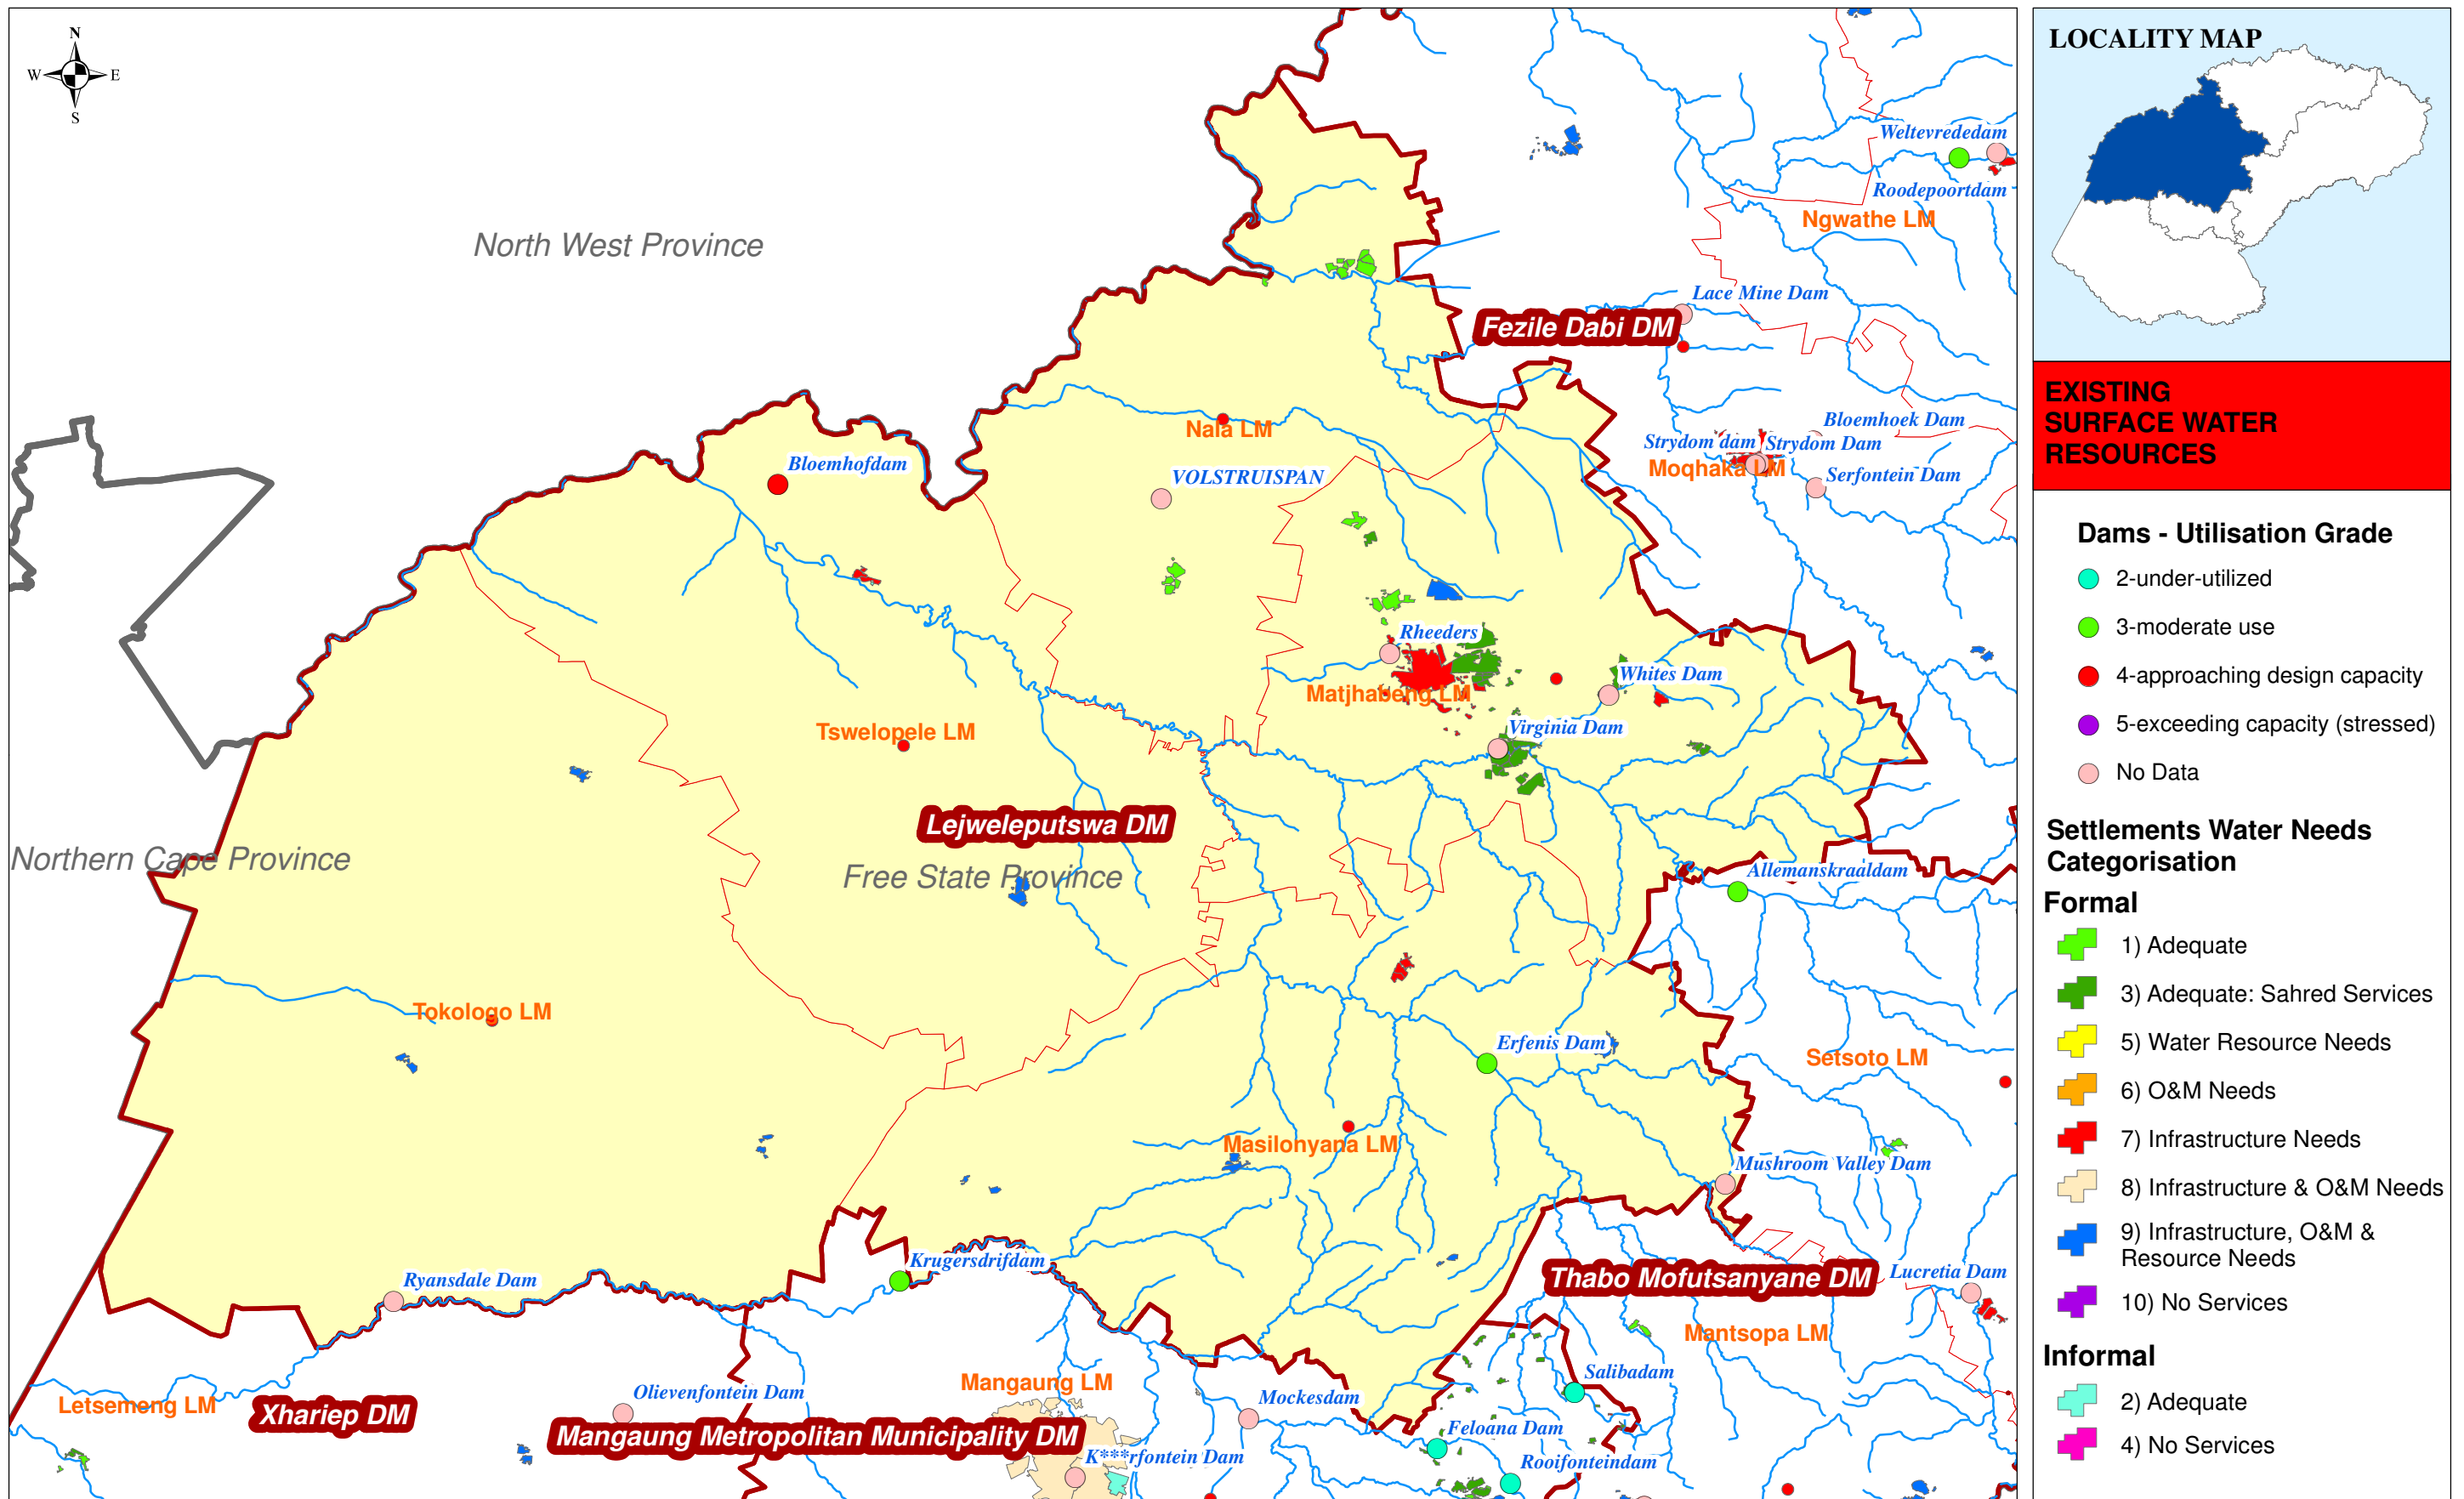 N
W
E
S
North West Province
Northern Cape Province
Free State Province
Weltevrededam
Roodepoortdam
Ngwathe LM
Lace Mine Dam
Fezile Dabi DM
Bloemhoek Dam
Strydom dam
Strydom Dam
Moqhaka LM
Serfontein Dam
Nala LM
Bloemhofdam
VOLSTRUISPAN
Rheeders
Matjhabeng LM
Whites Dam
Virginia Dam
Tswelopele LM
Lejweleputswa DM
Allemanskraaldam
Tokologo LM
Erfenis Dam
Setsoto LM
Masilonyana LM
Mushroom Valley Dam
Krugersdrifdam
Ryansdale Dam
Thabo Mofutsanyane DM
Lucretia Dam
Mantsopa LM
Letsemeng LM
Xhariep DM
Olievenfontein Dam
Mangaung LM
Mangaung Metropolitan Municipality DM
K***rfontein Dam
Mockesdam
Salibadam
Feloana Dam
Rooifonteindam
LOCALITY MAP
EXISTING
SURFACE WATER
RESOURCES
Dams - Utilisation Grade
2-under-utilized
3-moderate use
4-approaching design capacity
5-exceeding capacity (stressed)
No Data
Settlements Water Needs
Categorisation
Formal
1) Adequate
3) Adequate: Sahred Services
5) Water Resource Needs
6) O&M Needs
7) Infrastructure Needs
8) Infrastructure & O&M Needs
9) Infrastructure, O&M &
Resource Needs
10) No Services
Informal
2) Adequate
4) No Services